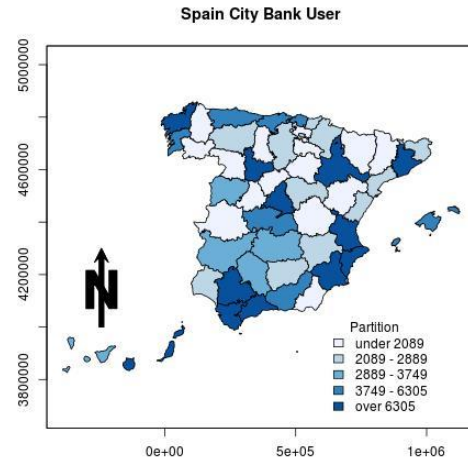 Spain City Bank User
5000000
4600000
4200000
3800000
N
Partition
under 2089
2089 - 2889
2889 - 3749
3749 - 6305
over 6305
0e+00 5e+05 1e+06